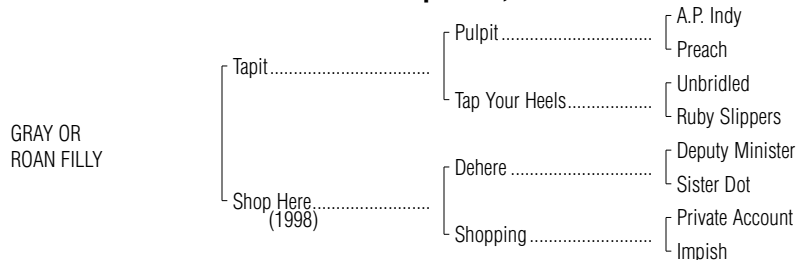 Pulpit
A.P. Indy
Preach
Tapit
Tap Your Heels
Unbridled
Ruby Slippers
GRAY OR
ROAN FILLY
Dehere
Deputy Minister
Sister Dot
Shop Here
(1998)
Shopping
Private Account
Impish